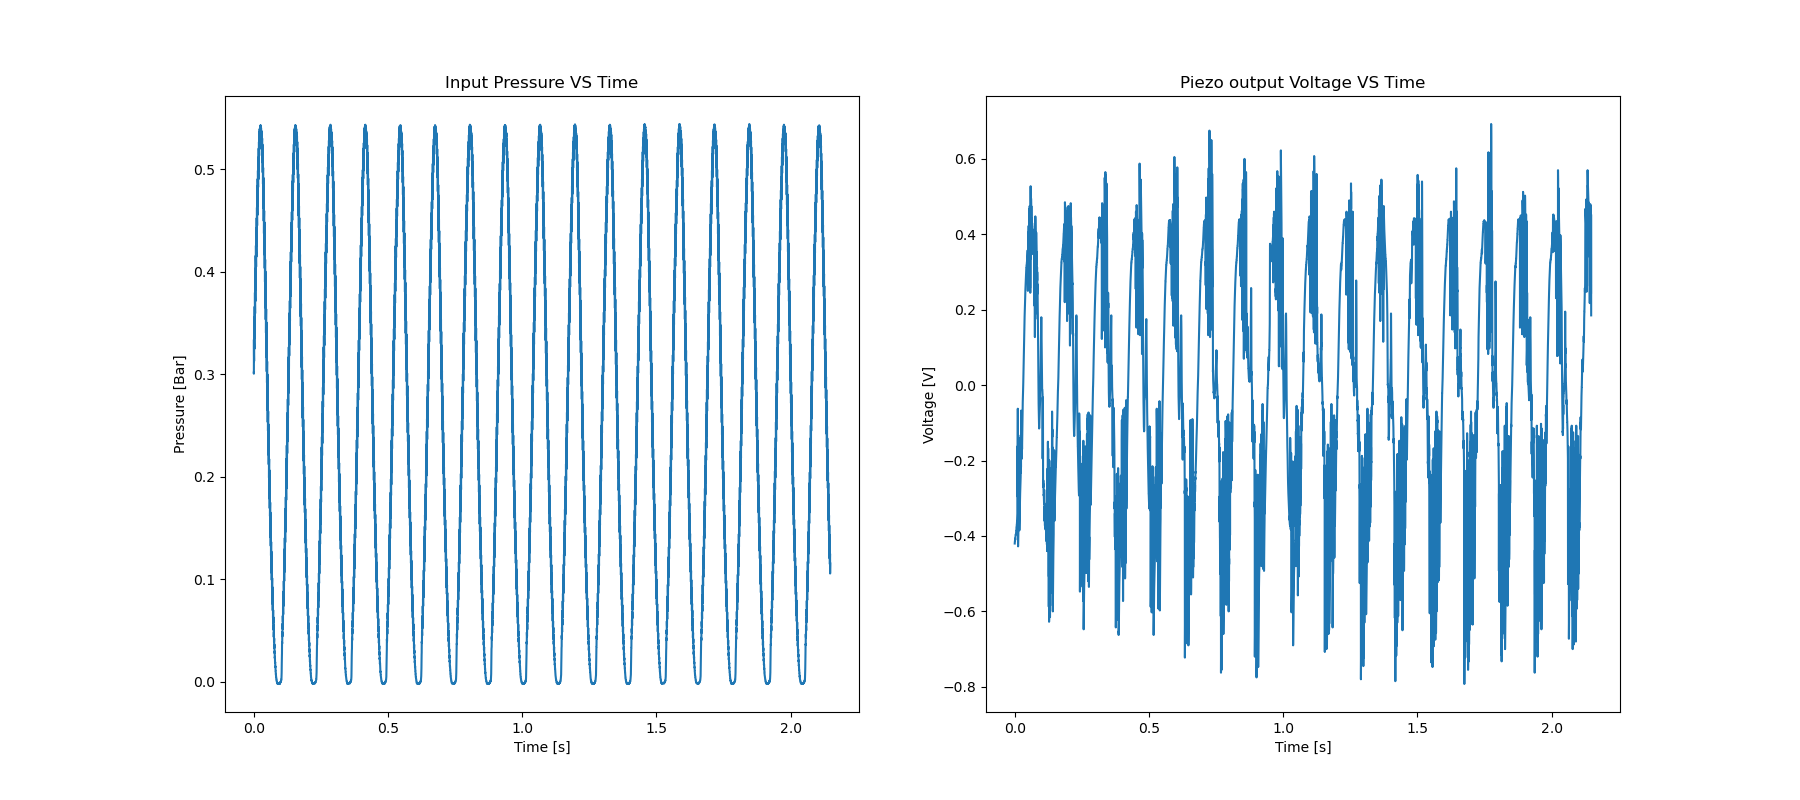 Input Pressure VS Time
Pressure [Bar]
0.5
0.4
0.3
0.2
0.1
0.0
0.0 0.5 1.0 1.5 2.0
Time [s]
Piezo output Voltage VS Time
Voltage [V]
0.6
0.4
0.2
0.0
−0.2
−0.4
−0.6
−0.8
0.0 0.5 1.0 1.5 2.0
Time [s]